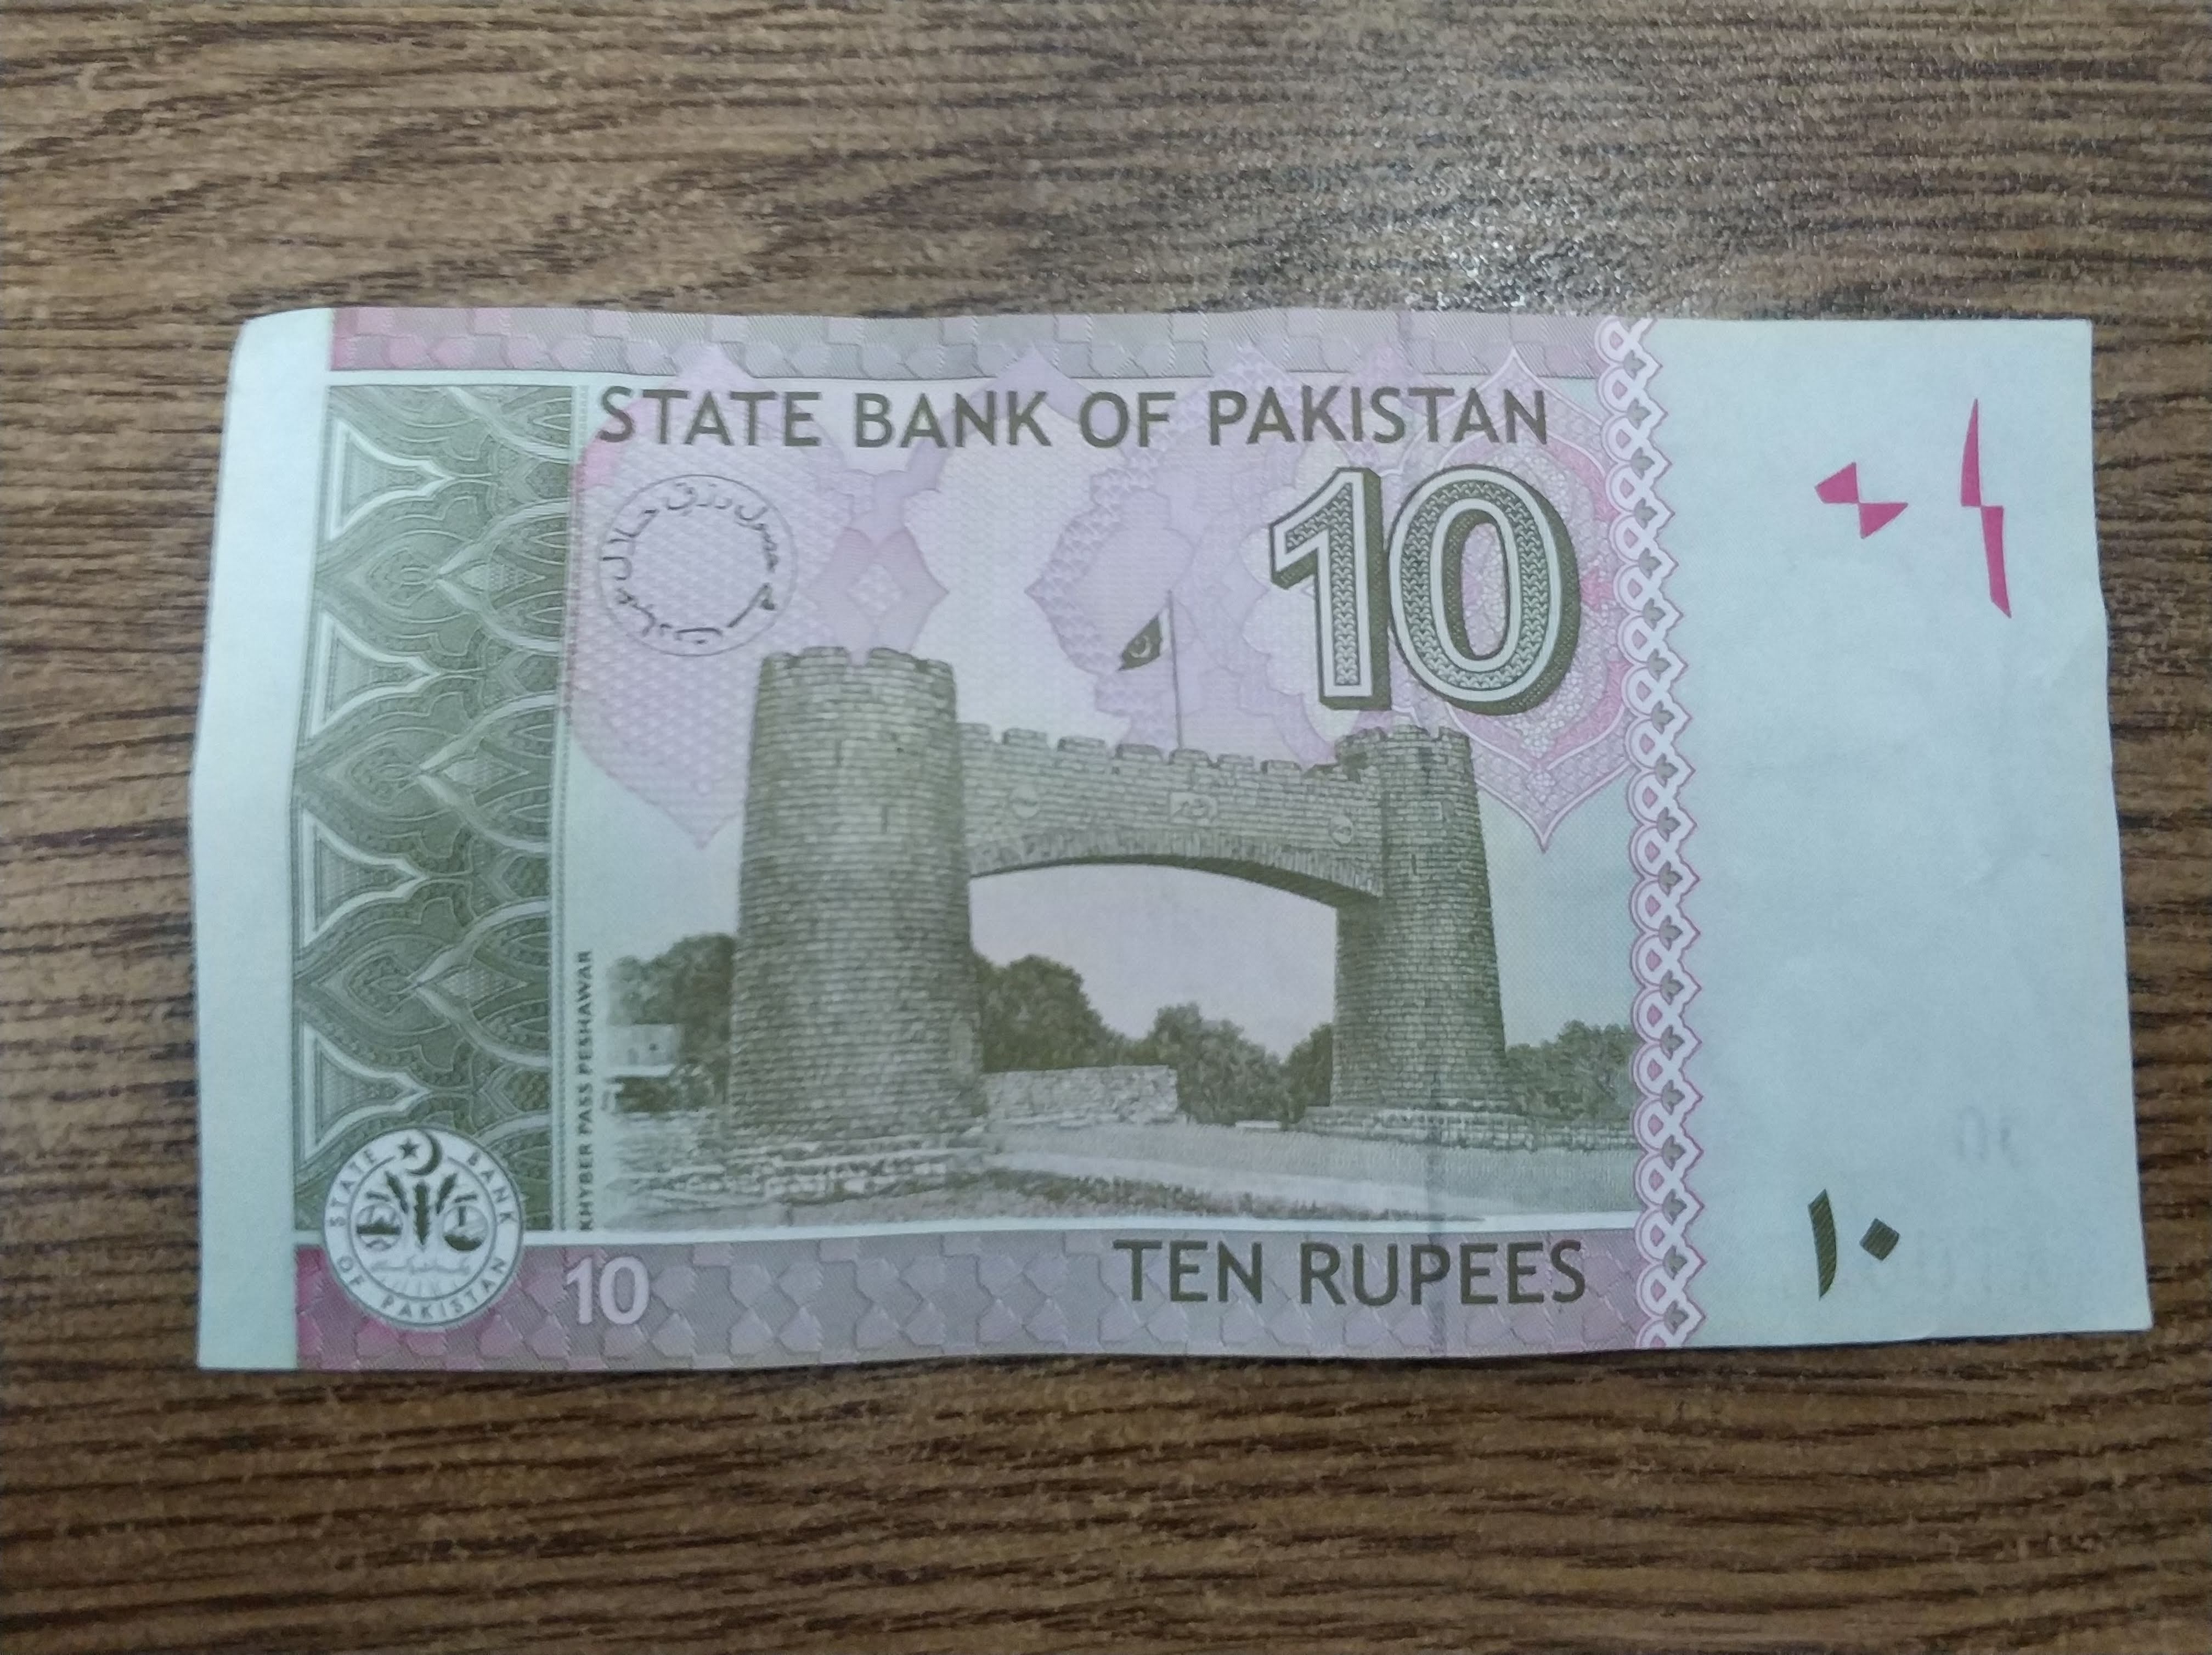 STATE BANK OF PAKISTAN
حصول رزق حلال عبادت ہے
10
KHYBER PASS PESHAWAR
STATE BANK OF PAKISTAN
10
TEN RUPEES
۱۰